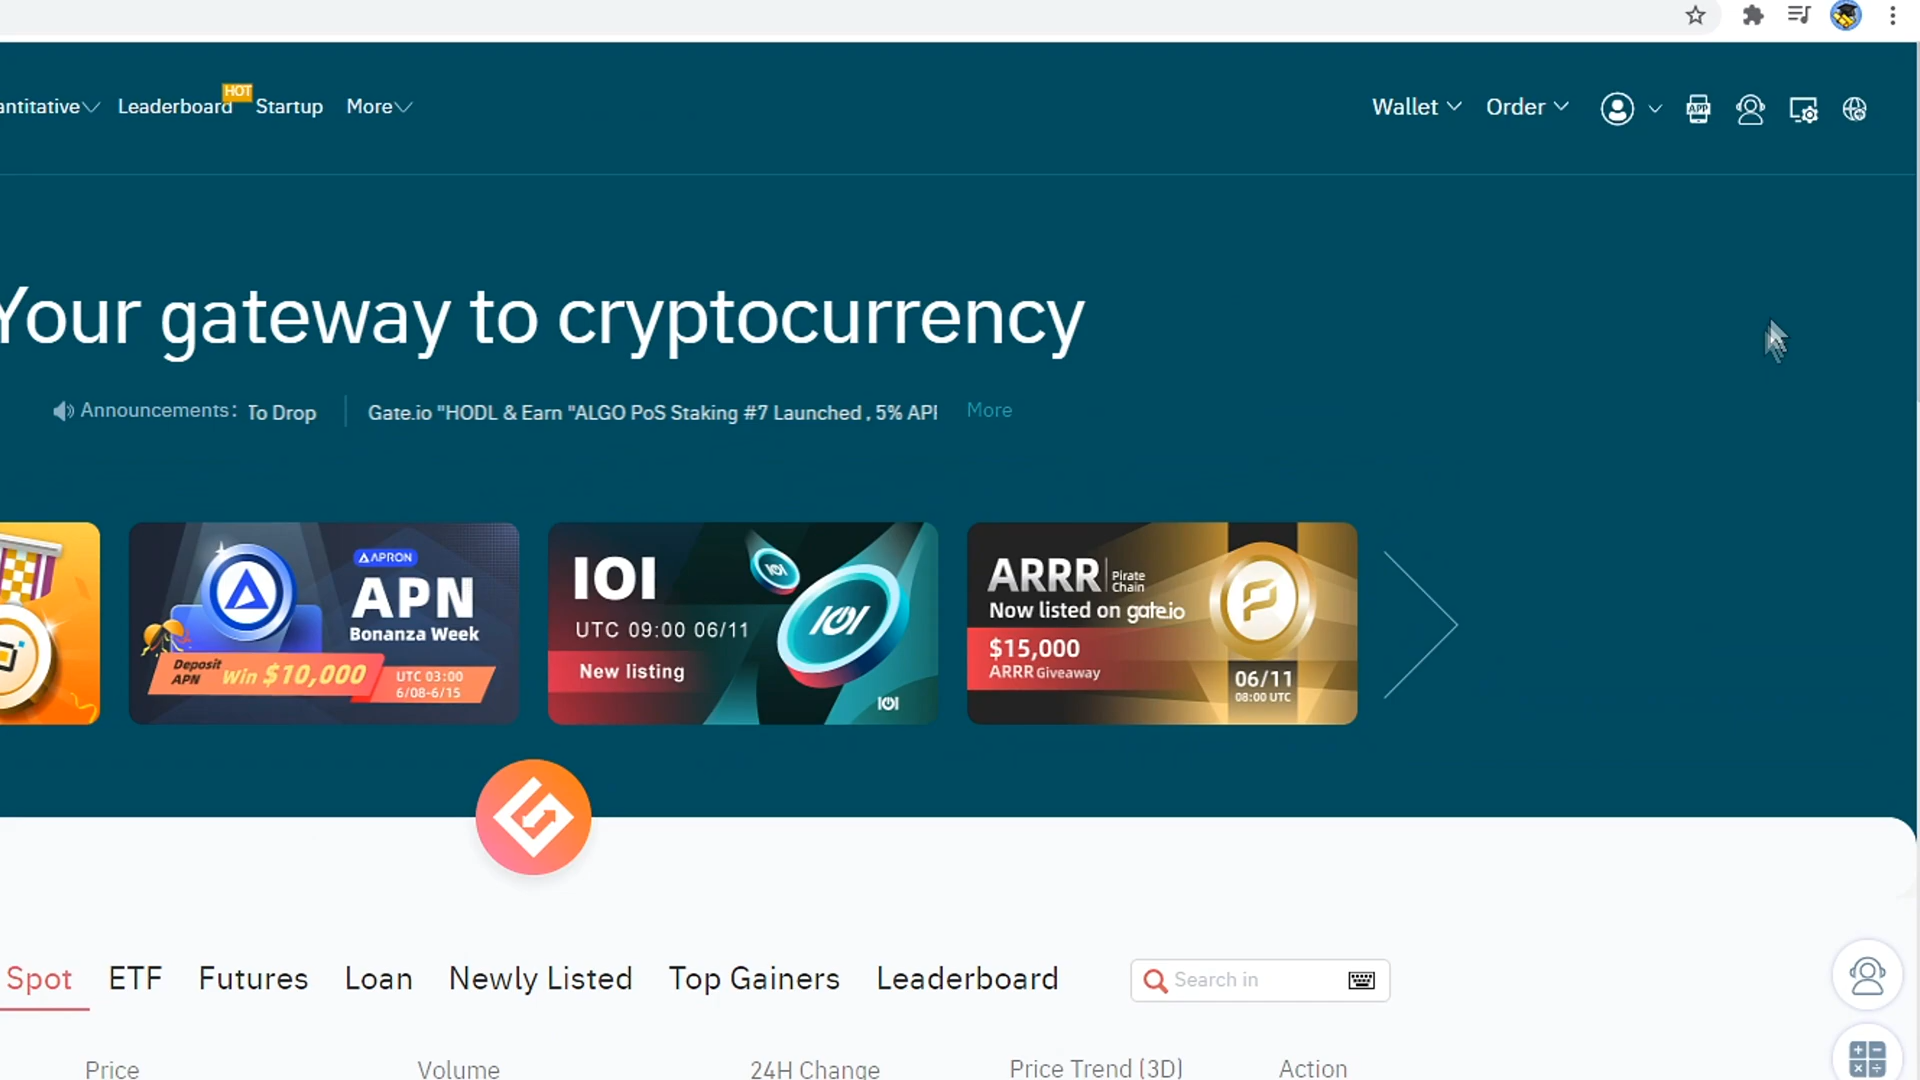 antitative Leaderboard HOT Startup More Wallet Order APP
Your gateway to cryptocurrency
Announcements: To Drop Gate.io "HODL & Earn "ALGO PoS Staking #7 Launched , 5% API More
APRON
APN
Bonanza Week
Deposit APN Win $10,000
UTC 03:00
6/08-6/15
IOI
UTC 09:00 06/11
New listing
IOI
IOI
IOI
ARRR Pirate Chain
Now listed on gate.io
$15,000
ARRR Giveaway
06/11
08:00 UTC
Spot ETF Futures Loan Newly Listed Top Gainers Leaderboard Search in
Price Volume 24H Change Price Trend (3D) Action